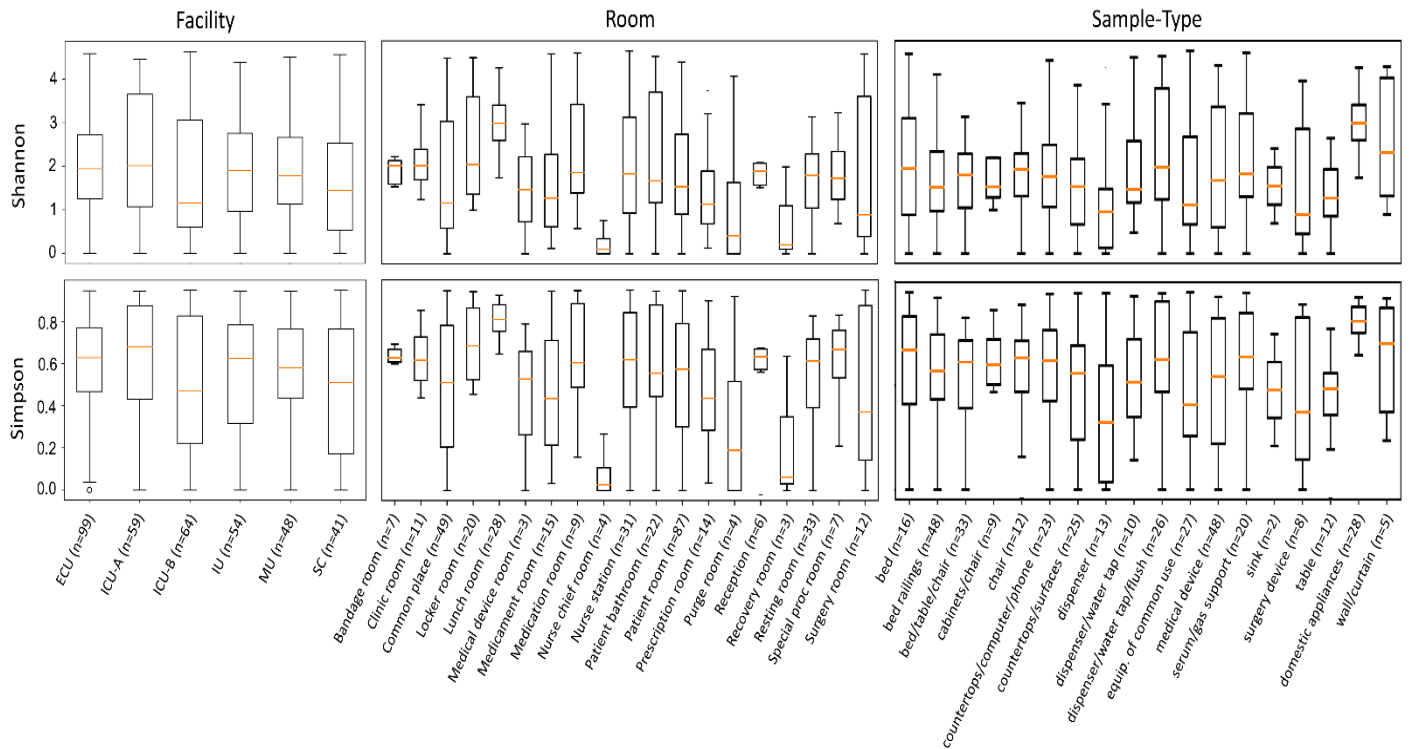 Facility
Room
Sample-Type
Shannon
4
3
2
1
0
Simpson
0.8
0.6
0.4
0.2
0.0
ECU (n=99)
ICU-A (n=59)
ICU-B (n=64)
IU (n=54)
MU (n=48)
SC (n=41)
Bandage room (n=7)
Clinic room (n=11)
Common place (n=49)
Locker room (n=20)
Lunch room (n=28)
Medical device room (n=3)
Medicament room (n=15)
Medication room (n=9)
Nurse chief room (n=4)
Nurse station (n=31)
Patient bathroom (n=22)
Patient room (n=87)
Prescription room (n=14)
Purge room (n=4)
Reception (n=6)
Recovery room (n=3)
Resting room (n=33)
Special proc room (n=7)
Surgery room (n=12)
bed (n=16)
bed railings (n=48)
bed/table/chair (n=33)
cabinets/chair (n=9)
chair (n=12)
countertops/computer/phone (n=23)
countertops/surfaces (n=25)
dispenser (n=13)
dispenser/water tap (n=10)
dispenser/water tap/flush (n=26)
equip. of common use (n=27)
medical device (n=48)
serum/gas support (n=20)
sink (n=2)
surgery device (n=8)
table (n=12)
domestic appliances (n=28)
wall/curtain (n=5)